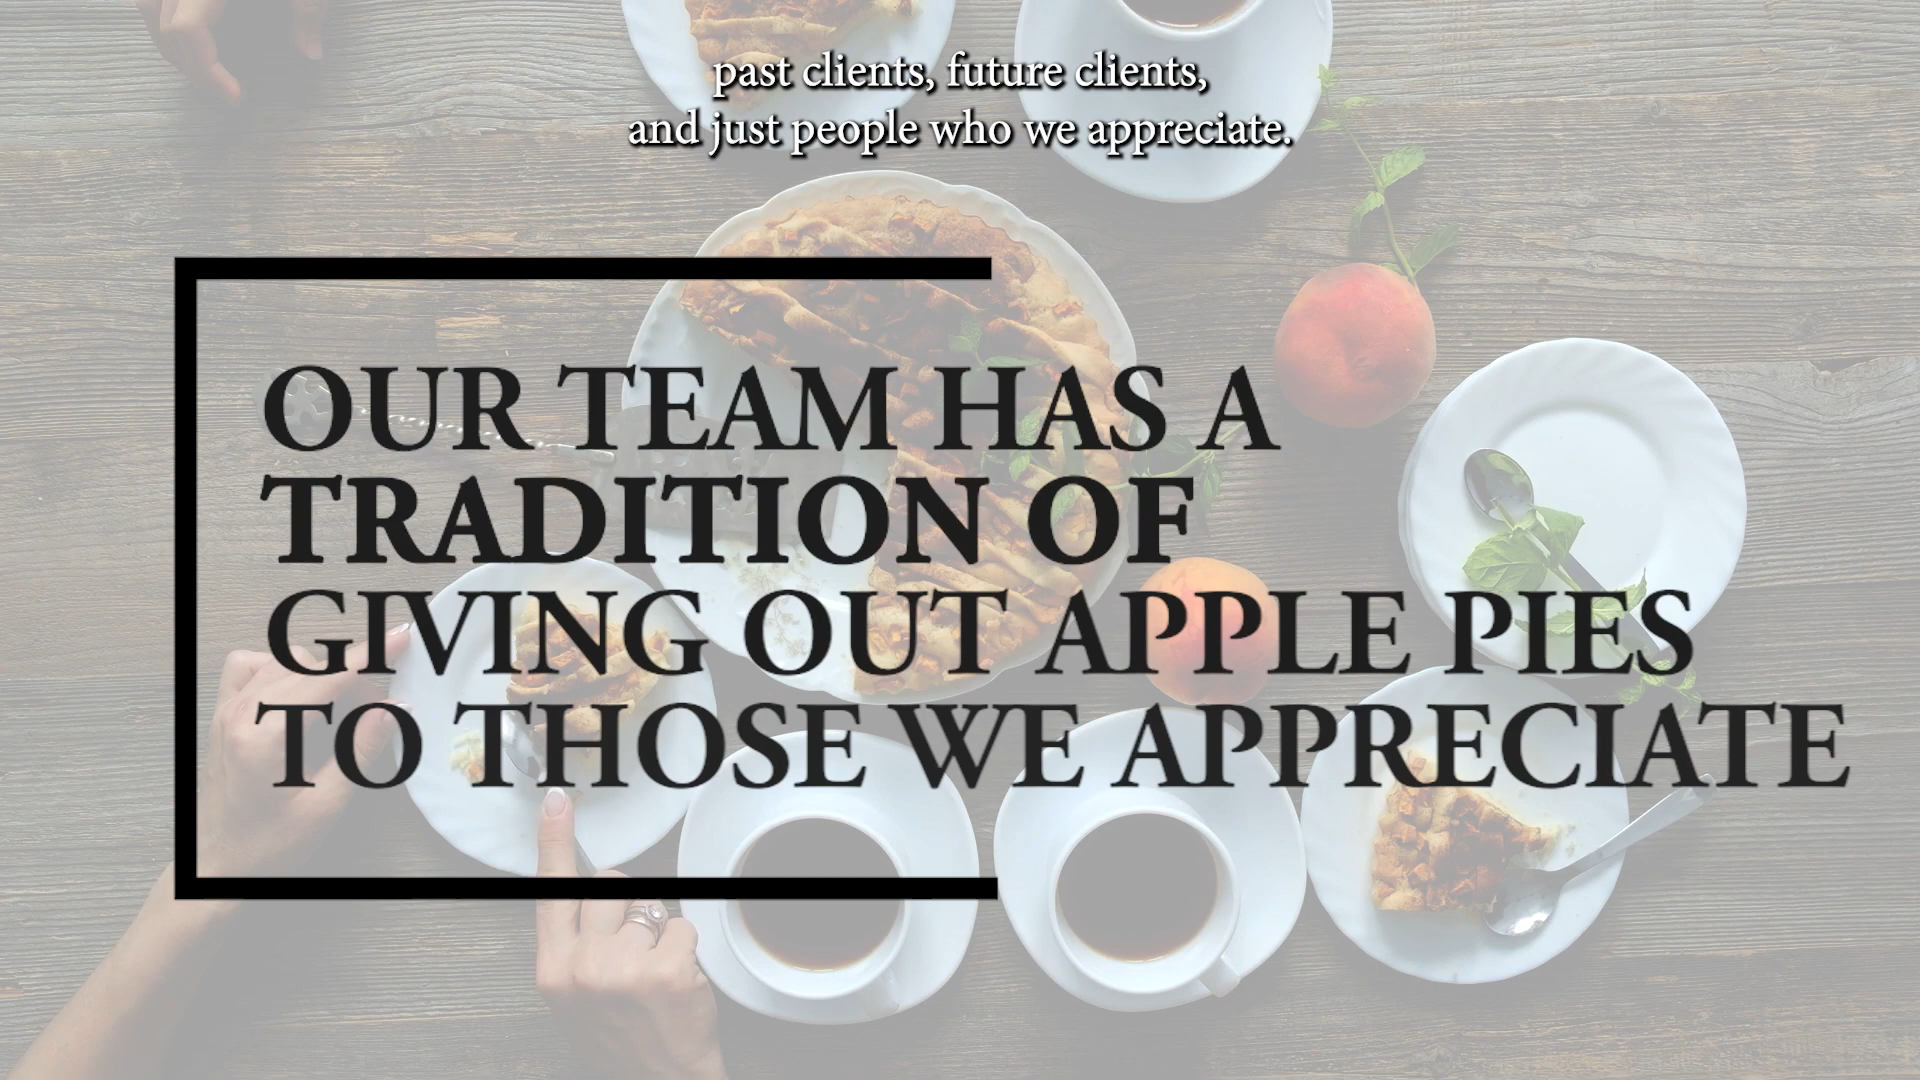 past clients, future clients,
and just people who we appreciate.
OUR TEAM HAS A
TRADITION OF
GIVING OUT APPLE PIES
TO THOSE WE APPRECIATE